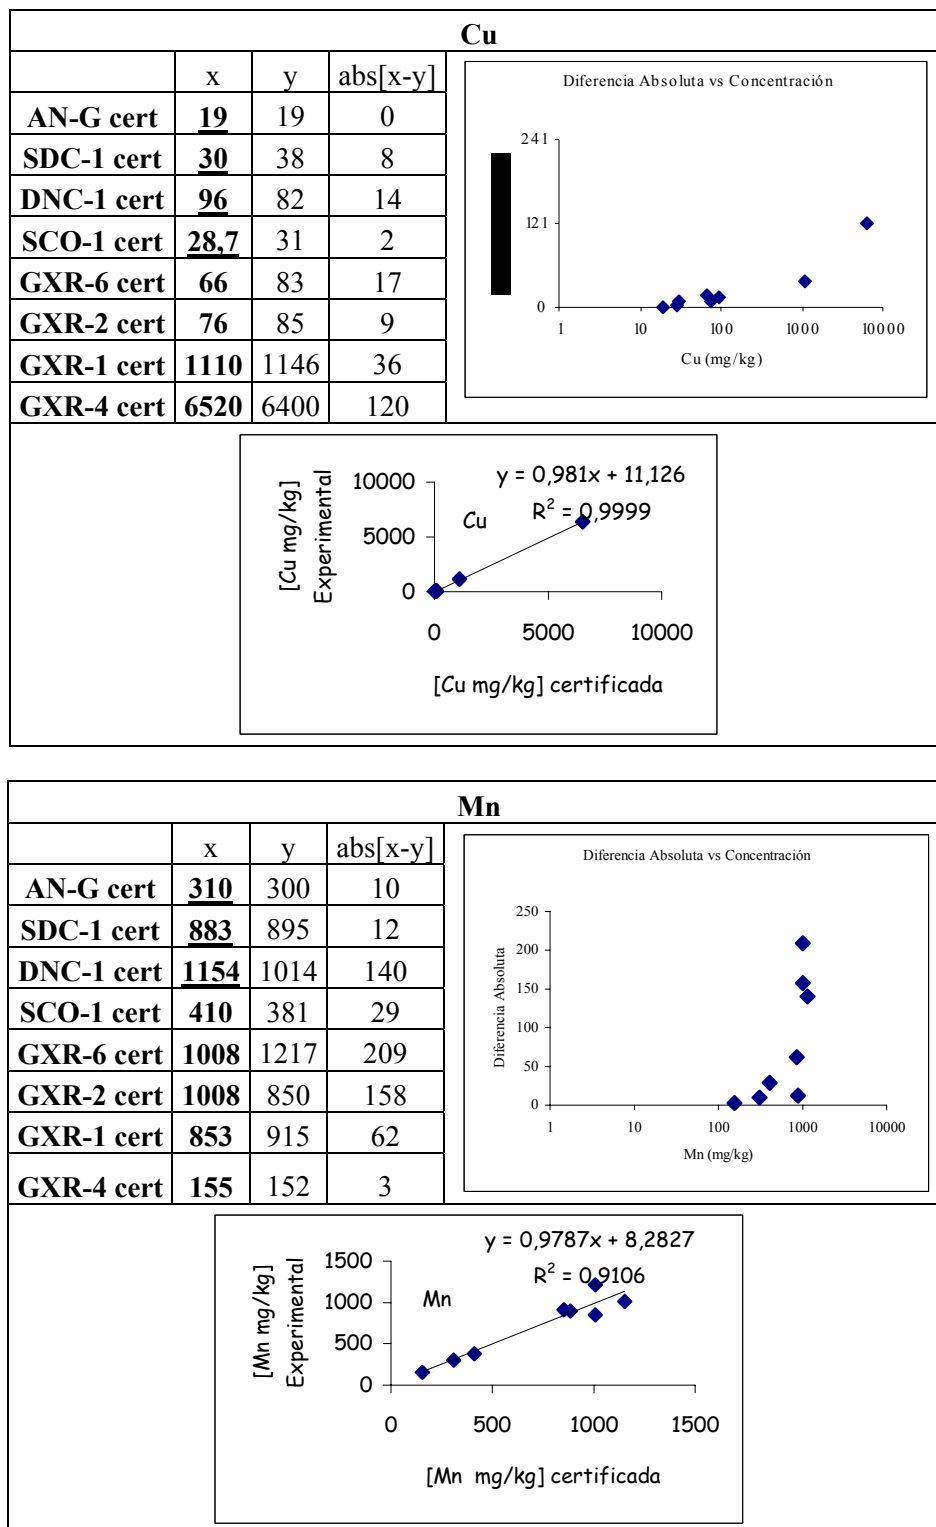 Cu
x y abs[x-y]
AN-G cert 19 19 0
SDC-1 cert 30 38 8
DNC-1 cert 96 82 14
SCO-1 cert 28,7 31 2
GXR-6 cert 66 83 17
GXR-2 cert 76 85 9
GXR-1 cert 1110 1146 36
GXR-4 cert 6520 6400 120
Diferencia Absoluta vs Concentración
241
121
0
1 10 100 1000 10000
Cu (mg/kg)
y = 0,981x + 11,126
R² = 0,9999
Cu
[Cu mg/kg]
Experimental
10000
5000
0
0 5000 10000
[Cu mg/kg] certificada
Mn
x y abs[x-y]
AN-G cert 310 300 10
SDC-1 cert 883 895 12
DNC-1 cert 1154 1014 140
SCO-1 cert 410 381 29
GXR-6 cert 1008 1217 209
GXR-2 cert 1008 850 158
GXR-1 cert 853 915 62
GXR-4 cert 155 152 3
Diferencia Absoluta vs Concentración
Diferencia Absoluta
250
200
150
100
50
0
1 10 100 1000 10000
Mn (mg/kg)
y = 0,9787x + 8,2827
R² = 0,9106
Mn
[Mn mg/kg]
Experimental
1500
1000
500
0
0 500 1000 1500
[Mn mg/kg] certificada